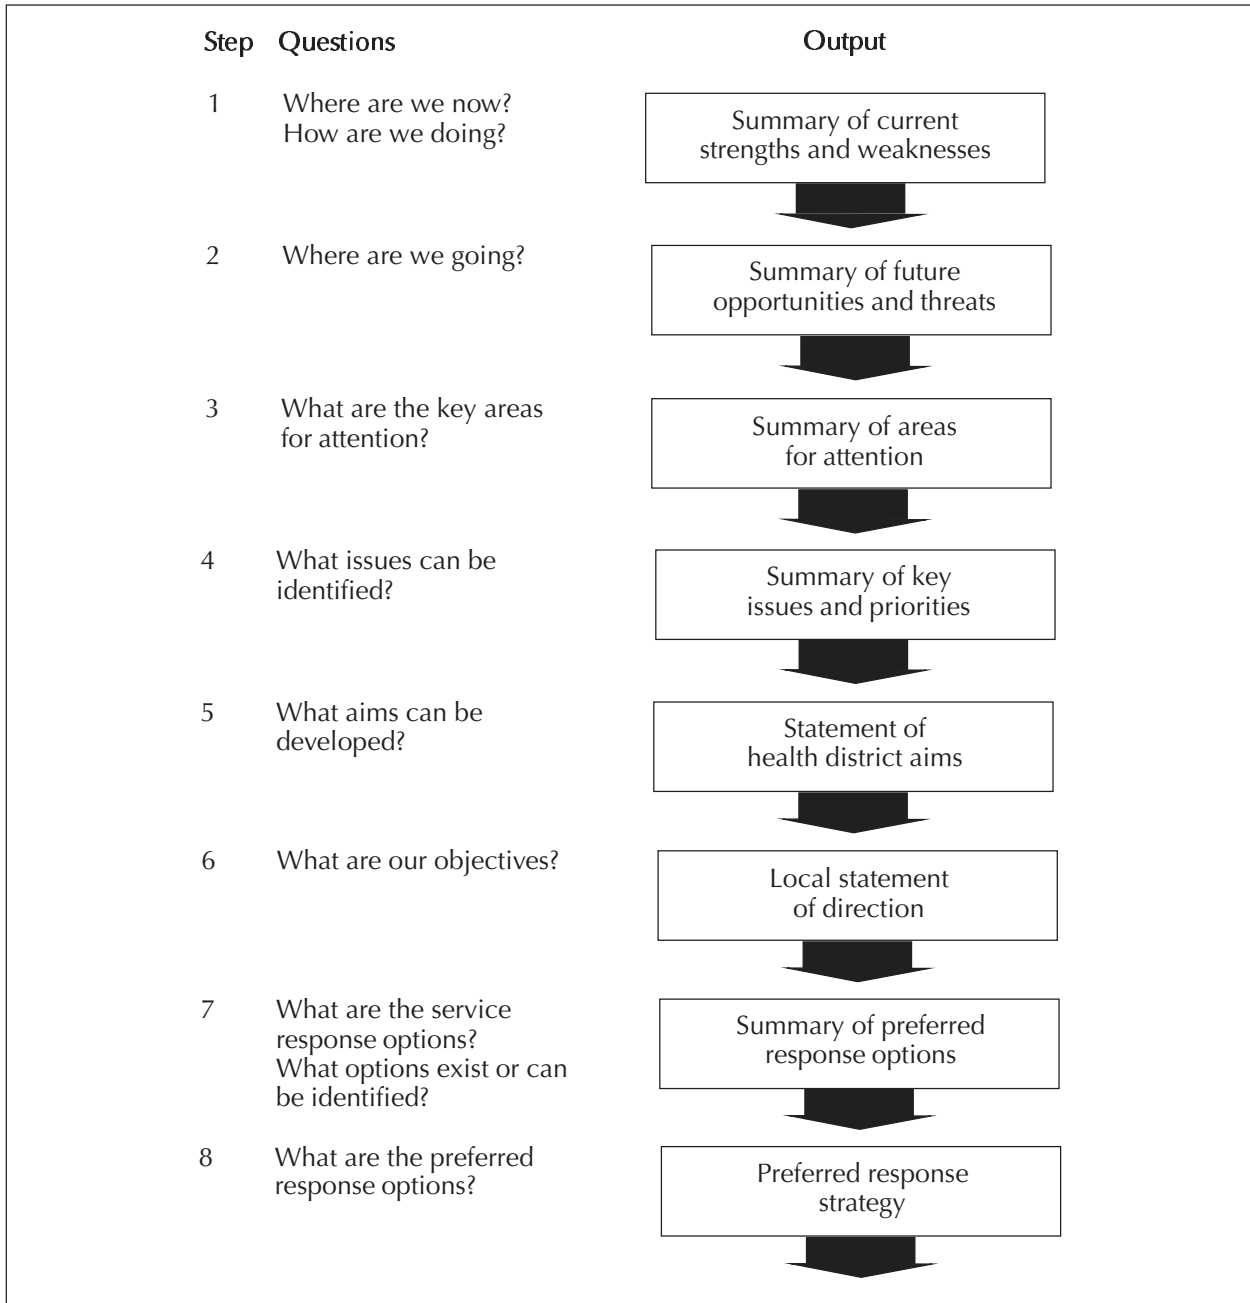 Step Questions Output
1 Where are we now?
How are we doing?
Summary of current
strengths and weaknesses
2 Where are we going?
Summary of future
opportunities and threats
3 What are the key areas
for attention?
Summary of areas
for attention
4 What issues can be
identified?
Summary of key
issues and priorities
5 What aims can be
developed?
Statement of
health district aims
6 What are our objectives?
Local statement
of direction
7 What are the service
response options?
What options exist or can
be identified?
Summary of preferred
response options
8 What are the preferred
response options?
Preferred response
strategy